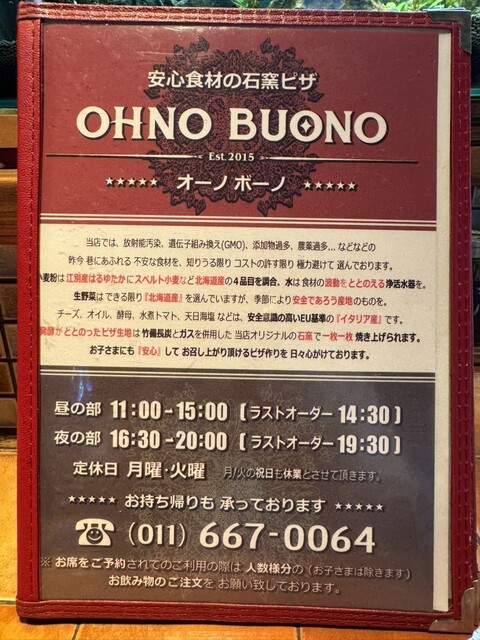 安心食材の石窯ピザ
OHNO BUONO
Est.2015
★★★★★ オーノ ボーノ ★★★★★
当店では、放射能汚染、遺伝子組み換え(GMO)、添加物過多、農薬過多… などなどの
昨今 巷にあふれる 不安な食材を、知りうる限り コストの許す限り 極力避けて 選んでおります。
小麦粉は 江別産はるゆたかに スペルト小麦など 北海道産の 4品目を調合。水は 食材の 波動を ととのえる 浄活水器を。
生野菜は できる限り『北海道産』を選んでいますが、季節により 安全であろう産地のものを。
チーズ、オイル、酵母、水煮トマト、天日海塩 などは、安全意識の高いEU基準の『イタリア産』です。
発酵が ととのったピザ生地は 竹備長炭とガスを併用した 当店オリジナルの 石窯 で 一枚一枚 焼き上げられます。
お子さまにも『安心』して お召し上がり頂けるピザ作りを 日々心がけております。
昼の部 11:00-15:00 [ ラストオーダー 14:30 ]
夜の部 16:30-20:00 [ ラストオーダー 19:30 ]
定休日 月曜・火曜 月/火の祝日も休業とさせて頂きます。
★★★★★ お持ち帰りも 承っております ★★★★★
☎ (011) 667-0064
※ お席をご予約されてのご利用の際は 人数様分の (お子さまは除きます)
お飲み物のご注文を お願い致しております。